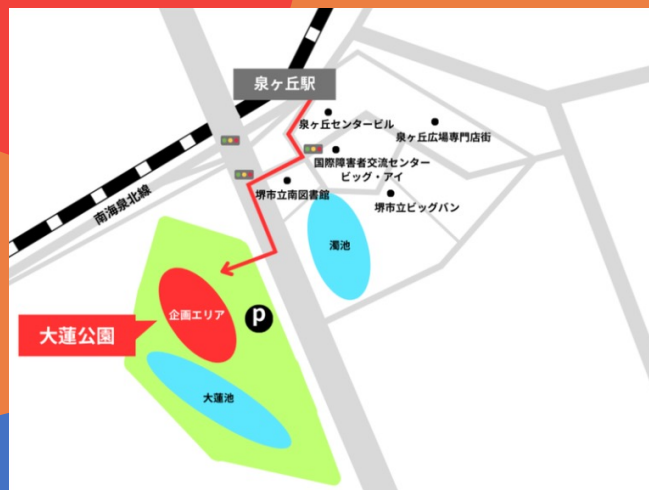 泉ヶ丘駅
泉ヶ丘センタービル
泉ヶ丘広場専門店街
国際障害者交流センター
ビッグ・アイ
堺市立南図書館
堺市立ビッグバン
南海泉北線
濁池
企画エリア
p
大蓮公園
大蓮池